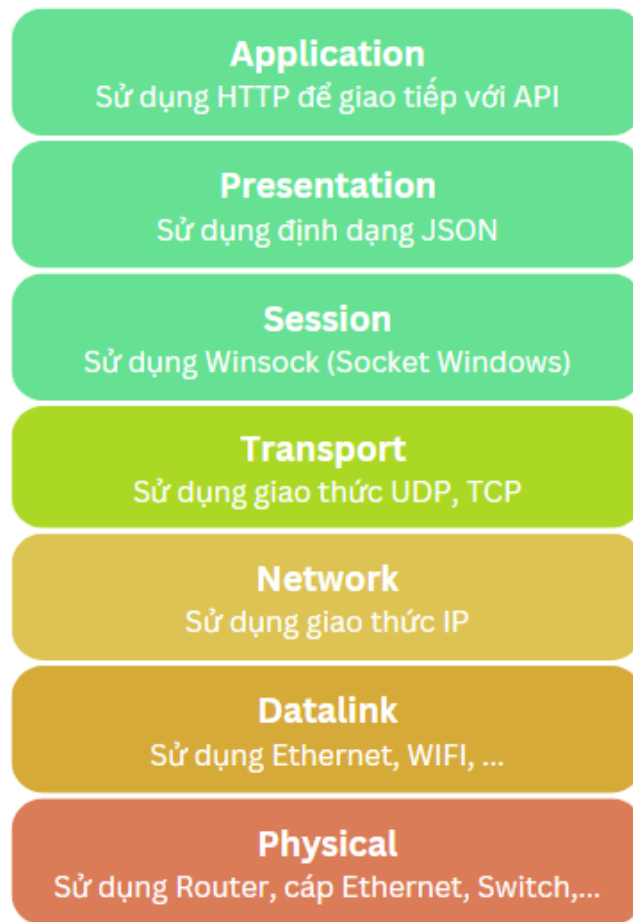 Application
Sử dụng HTTP để giao tiếp với API
Presentation
Sử dụng định dạng JSON
Session
Sử dụng Winsock (Socket Windows)
Transport
Sử dụng giao thức UDP, TCP
Network
Sử dụng giao thức IP
Datalink
Sử dụng Ethernet, WIFI, ...
Physical
Sử dụng Router, cáp Ethernet, Switch,...